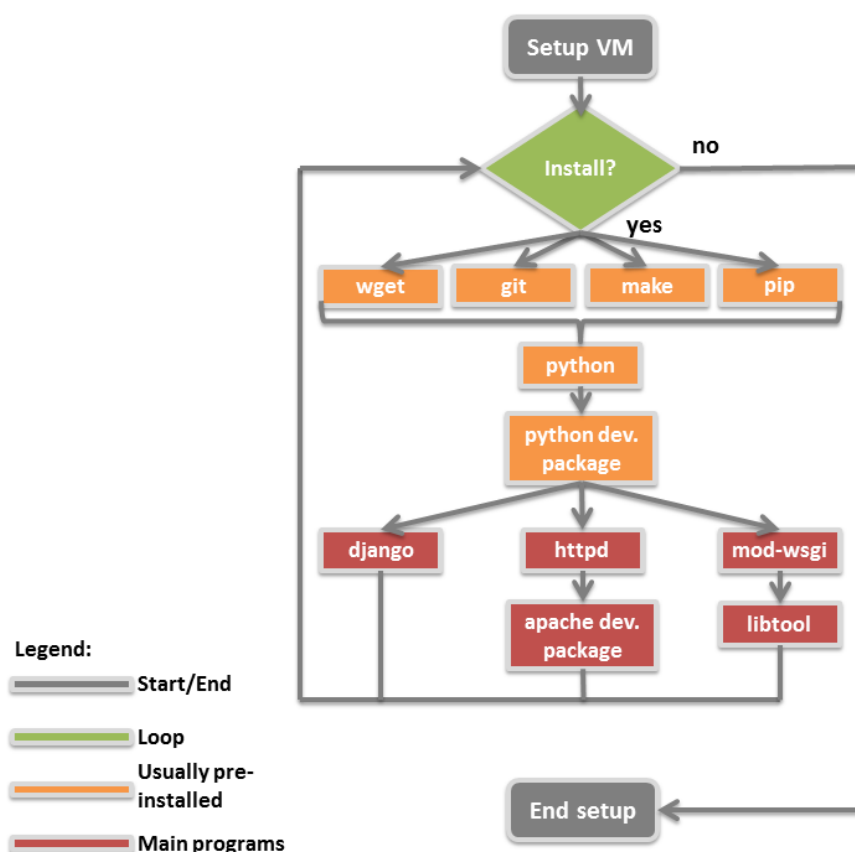 Setup VM
Install?
no
yes
wget
git
make
pip
python
python dev.
package
django
httpd
mod-wsgi
apache dev.
package
libtool
Legend:
Start/End
Loop
Usually pre-
installed
Main programs
End setup